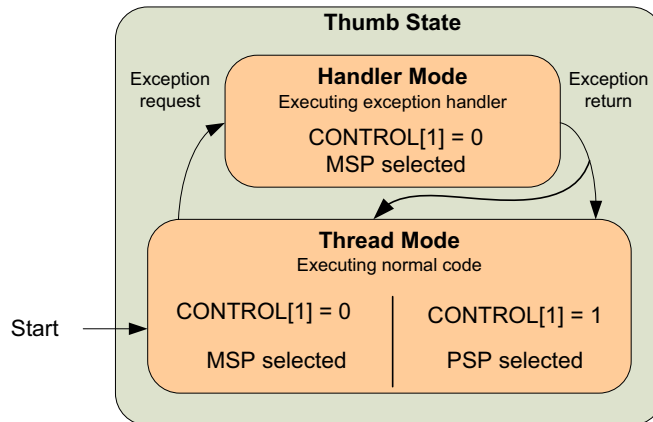 Thumb State
Exception
request
Handler Mode
Executing exception handler
CONTROL[1] = 0
MSP selected
Exception
return
Thread Mode
Executing normal code
Start
CONTROL[1] = 0
MSP selected
CONTROL[1] = 1
PSP selected